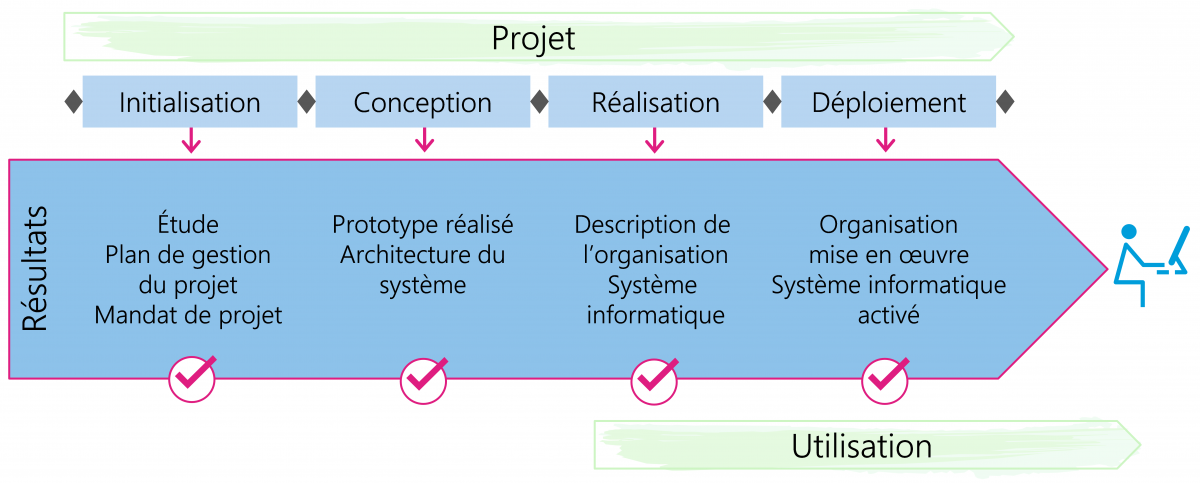 Projet
Initialisation
Conception
Réalisation
Déploiement
Résultats
Étude
Plan de gestion
du projet
Mandat de projet
Prototype réalisé
Architecture du
système
Description de
l’organisation
Système
informatique
Organisation
mise en œuvre
Système informatique
activé
Utilisation